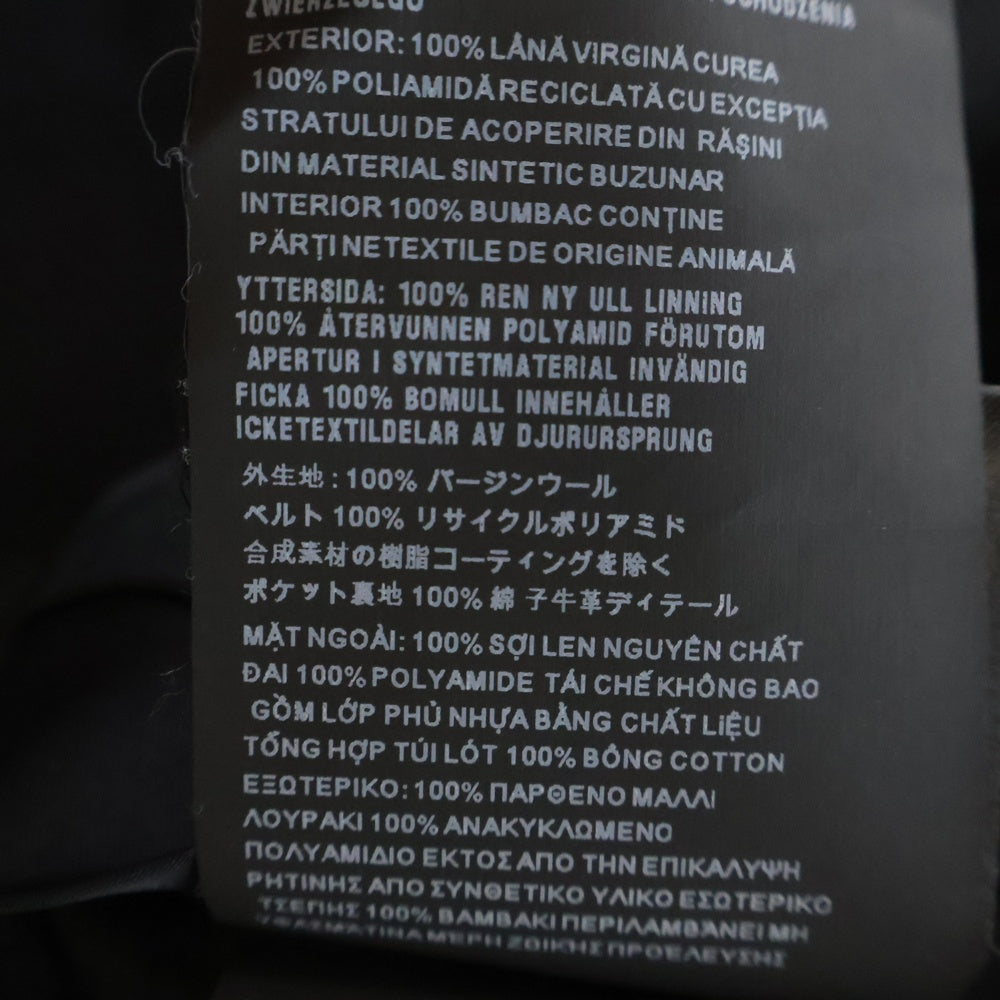 ZWIERZĘCEGO POCHODZENIA
EXTERIOR: 100% LÂNĂ VIRGINĂ CUREA
100% POLIAMIDĂ RECICLATĂ CU EXCEPȚIA
STRATULUI DE ACOPERIRE DIN RĂȘINI
DIN MATERIAL SINTETIC BUZUNAR
INTERIOR 100% BUMBAC CONȚINE
PĂRȚI NETEXTILE DE ORIGINE ANIMALĂ
YTTERSIDA: 100% REN NY ULL LINNING
100% ÅTERVUNNEN POLYAMID FÖRUTOM
APERTUR I SYNTETMATERIAL INVÄNDIG
FICKA 100% BOMULL INNEHÅLLER
ICKETEXTILDELAR AV DJURURSPRUNG
外生地 : 100% バージンウール
ベルト 100% リサイクルポリアミド
合成素材の樹脂コーティングを除く
ポケット裏地 100% 綿 子牛革ディテール
MẶT NGOÀI: 100% SỢI LEN NGUYÊN CHẤT
ĐAI 100% POLYAMIDE TÁI CHẾ KHÔNG BAO
GỒM LỚP PHỦ NHỰA BẰNG CHẤT LIỆU
TỔNG HỢP TÚI LÓT 100% BÔNG COTTON
ΕΞΩΤΕΡΙΚΟ: 100% ΠΑΡΘΕΝΟ ΜΑΛΛΙ
ΛΟΥΡΑΚΙ 100% ΑΝΑΚΥΚΛΩΜΕΝΟ
ΠΟΛΥΑΜΙΔΙΟ ΕΚΤΟΣ ΑΠΟ ΤΗΝ ΕΠΙΚΑΛΥΨΗ
ΡΗΤΙΝΗΣ ΑΠΟ ΣΥΝΘΕΤΙΚΟ ΥΛΙΚΟ ΕΣΩΤΕΡΙΚΟ
ΤΣΕΠΗΣ 100% ΒΑΜΒΑΚΙ ΠΕΡΙΛΑΜΒΑΝΕΙ ΜΗ
ΥΦΑΣΜΑΤΙΝΑ ΜΕΡΗ ΖΩΙΚΗΣ ΠΡΟΕΛΕΥΣΗΣ